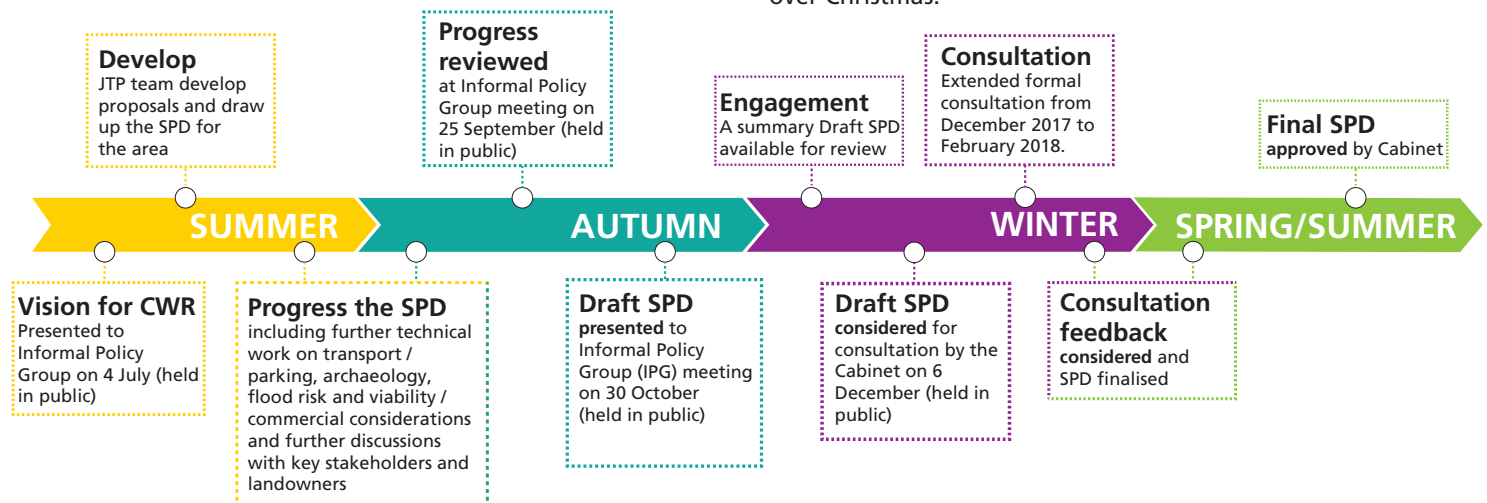 over Christmas.
Develop
JTP team develop
proposals and draw
up the SPD for
the area
Progress
reviewed
at Informal Policy
Group meeting on
25 September (held
in public)
Engagement
A summary Draft SPD
available for review
Consultation
Extended formal
consultation from
December 2017 to
February 2018.
Final SPD
approved by Cabinet
SUMMER
AUTUMN
WINTER
SPRING/SUMMER
Vision for CWR
Presented to
Informal Policy
Group on 4 July (held
in public)
Progress the SPD
including further technical
work on transport /
parking, archaeology,
flood risk and viability /
commercial considerations
and further discussions
with key stakeholders and
landowners
Draft SPD
presented to
Informal Policy
Group (IPG) meeting
on 30 October
(held in public)
Draft SPD
considered for
consultation by the
Cabinet on 6
December (held in
public)
Consultation
feedback
considered and
SPD finalised